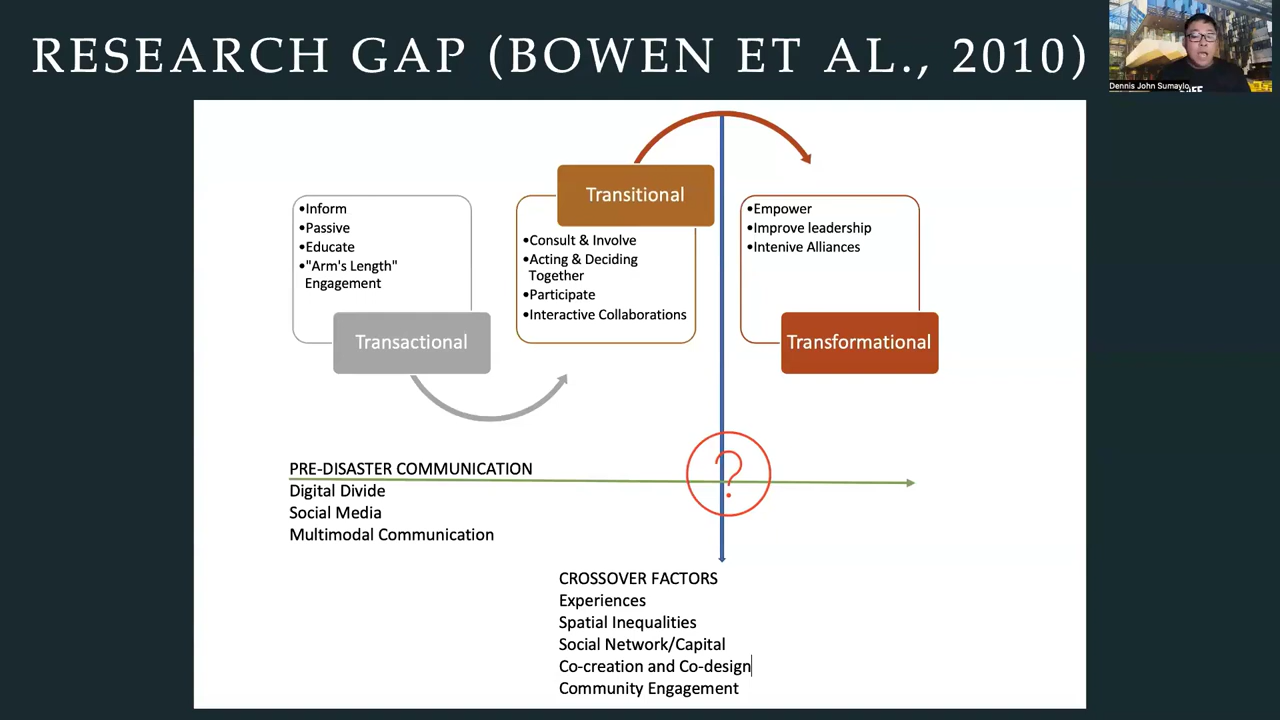 RESEARCH GAP (BOWEN ET AL., 2010)
Dennis John Sumaylo
•Inform
•Passive
•Educate
•"Arm's Length"
Engagement
Transactional
Transitional
•Consult & Involve
•Acting & Deciding
Together
•Participate
•Interactive Collaborations
•Empower
•Improve leadership
•Intenive Alliances
Transformational
?
PRE-DISASTER COMMUNICATION
Digital Divide
Social Media
Multimodal Communication
CROSSOVER FACTORS
Experiences
Spatial Inequalities
Social Network/Capital
Co-creation and Co-design
Community Engagement